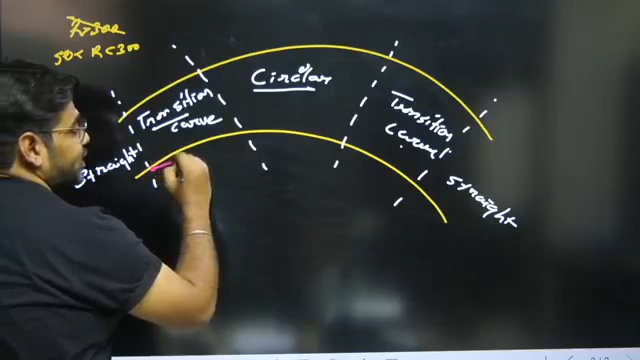 50 < R < 300
Circular
Transition
curve
Transition
curve
Straight
Straight